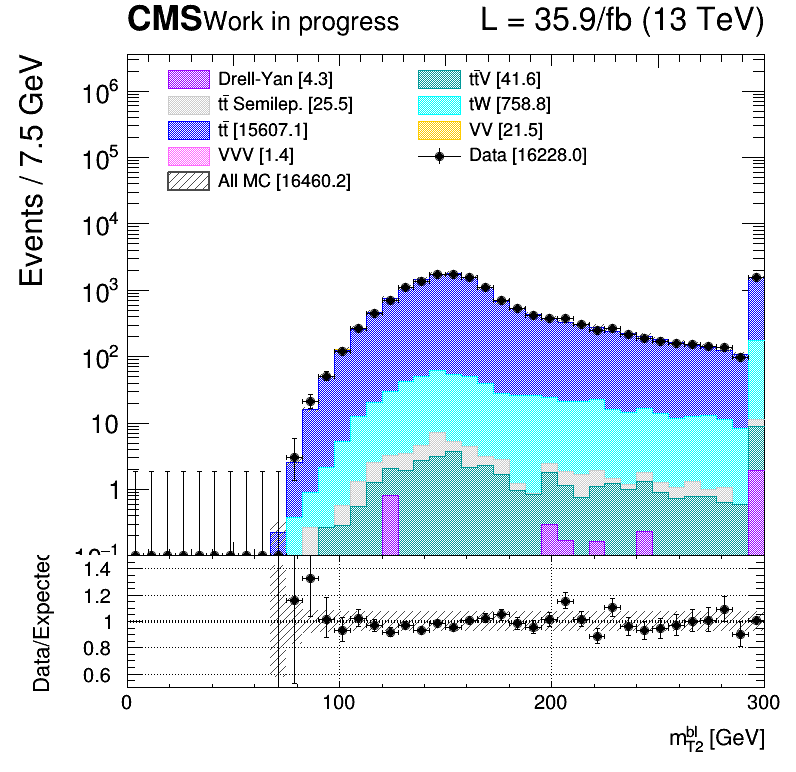 CMS Work in progress L = 35.9/fb (13 TeV)
Events / 7.5 GeV
Drell-Yan [4.3] tt̄V [41.6]
tt̄ Semilep. [25.5] tW [758.8]
tt̄ [15607.1] VV [21.5]
VVV [1.4] Data [16228.0]
All MC [16460.2]
10⁶
10⁵
10⁴
10³
10²
10
1
10⁻¹
Data/Expected
1.4
1.2
1
0.8
0.6
0 100 200 300
m_{T2}^{bl} [GeV]